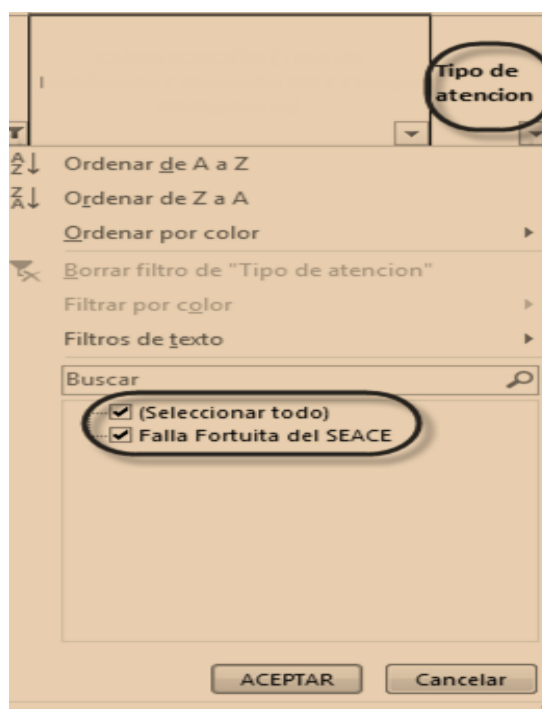 Tipo de
atencion
Ordenar de A a Z
Ordenar de Z a A
Ordenar por color
Borrar filtro de "Tipo de atencion"
Filtrar por color
Filtros de texto
Buscar
(Seleccionar todo)
Falla Fortuita del SEACE
ACEPTAR
Cancelar